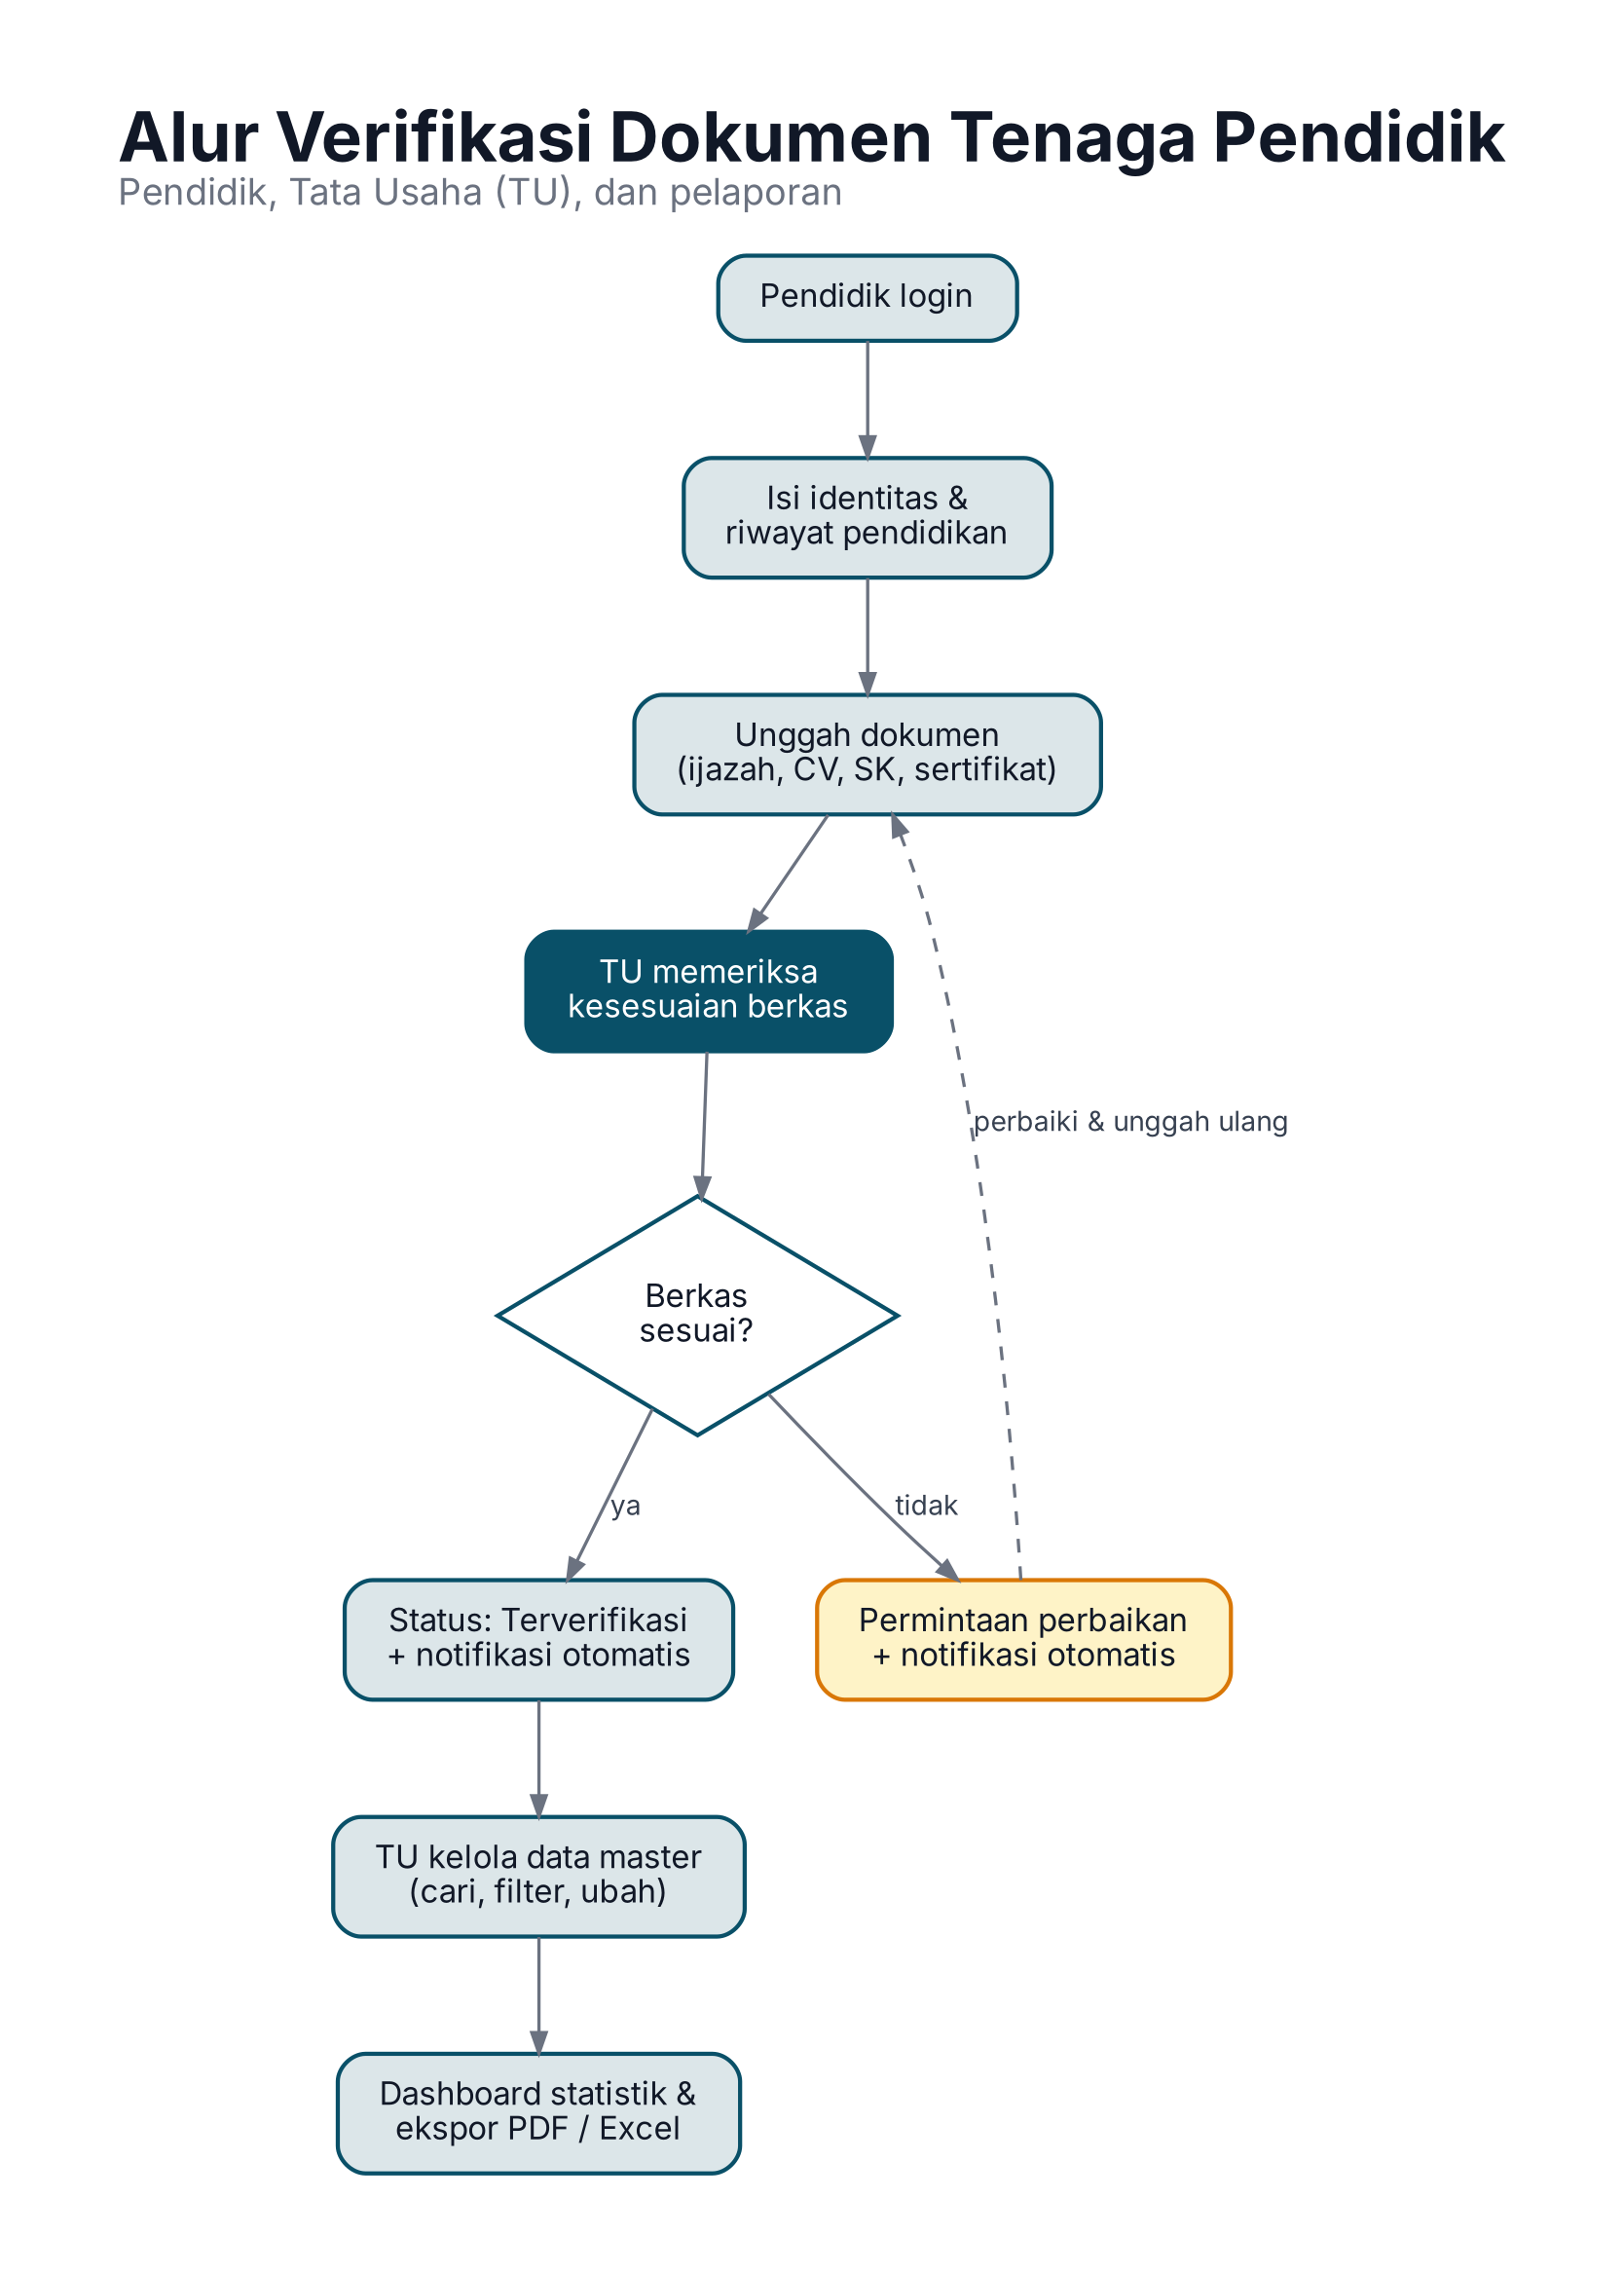 Alur Verifikasi Dokumen Tenaga Pendidik
Pendidik, Tata Usaha (TU), dan pelaporan
Pendidik login
Isi identitas &
riwayat pendidikan
Unggah dokumen
(ijazah, CV, SK, sertifikat)
TU memeriksa
kesesuaian berkas
perbaiki & unggah ulang
Berkas
sesuai?
ya
tidak
Status: Terverifikasi
+ notifikasi otomatis
Permintaan perbaikan
+ notifikasi otomatis
TU kelola data master
(cari, filter, ubah)
Dashboard statistik &
ekspor PDF / Excel